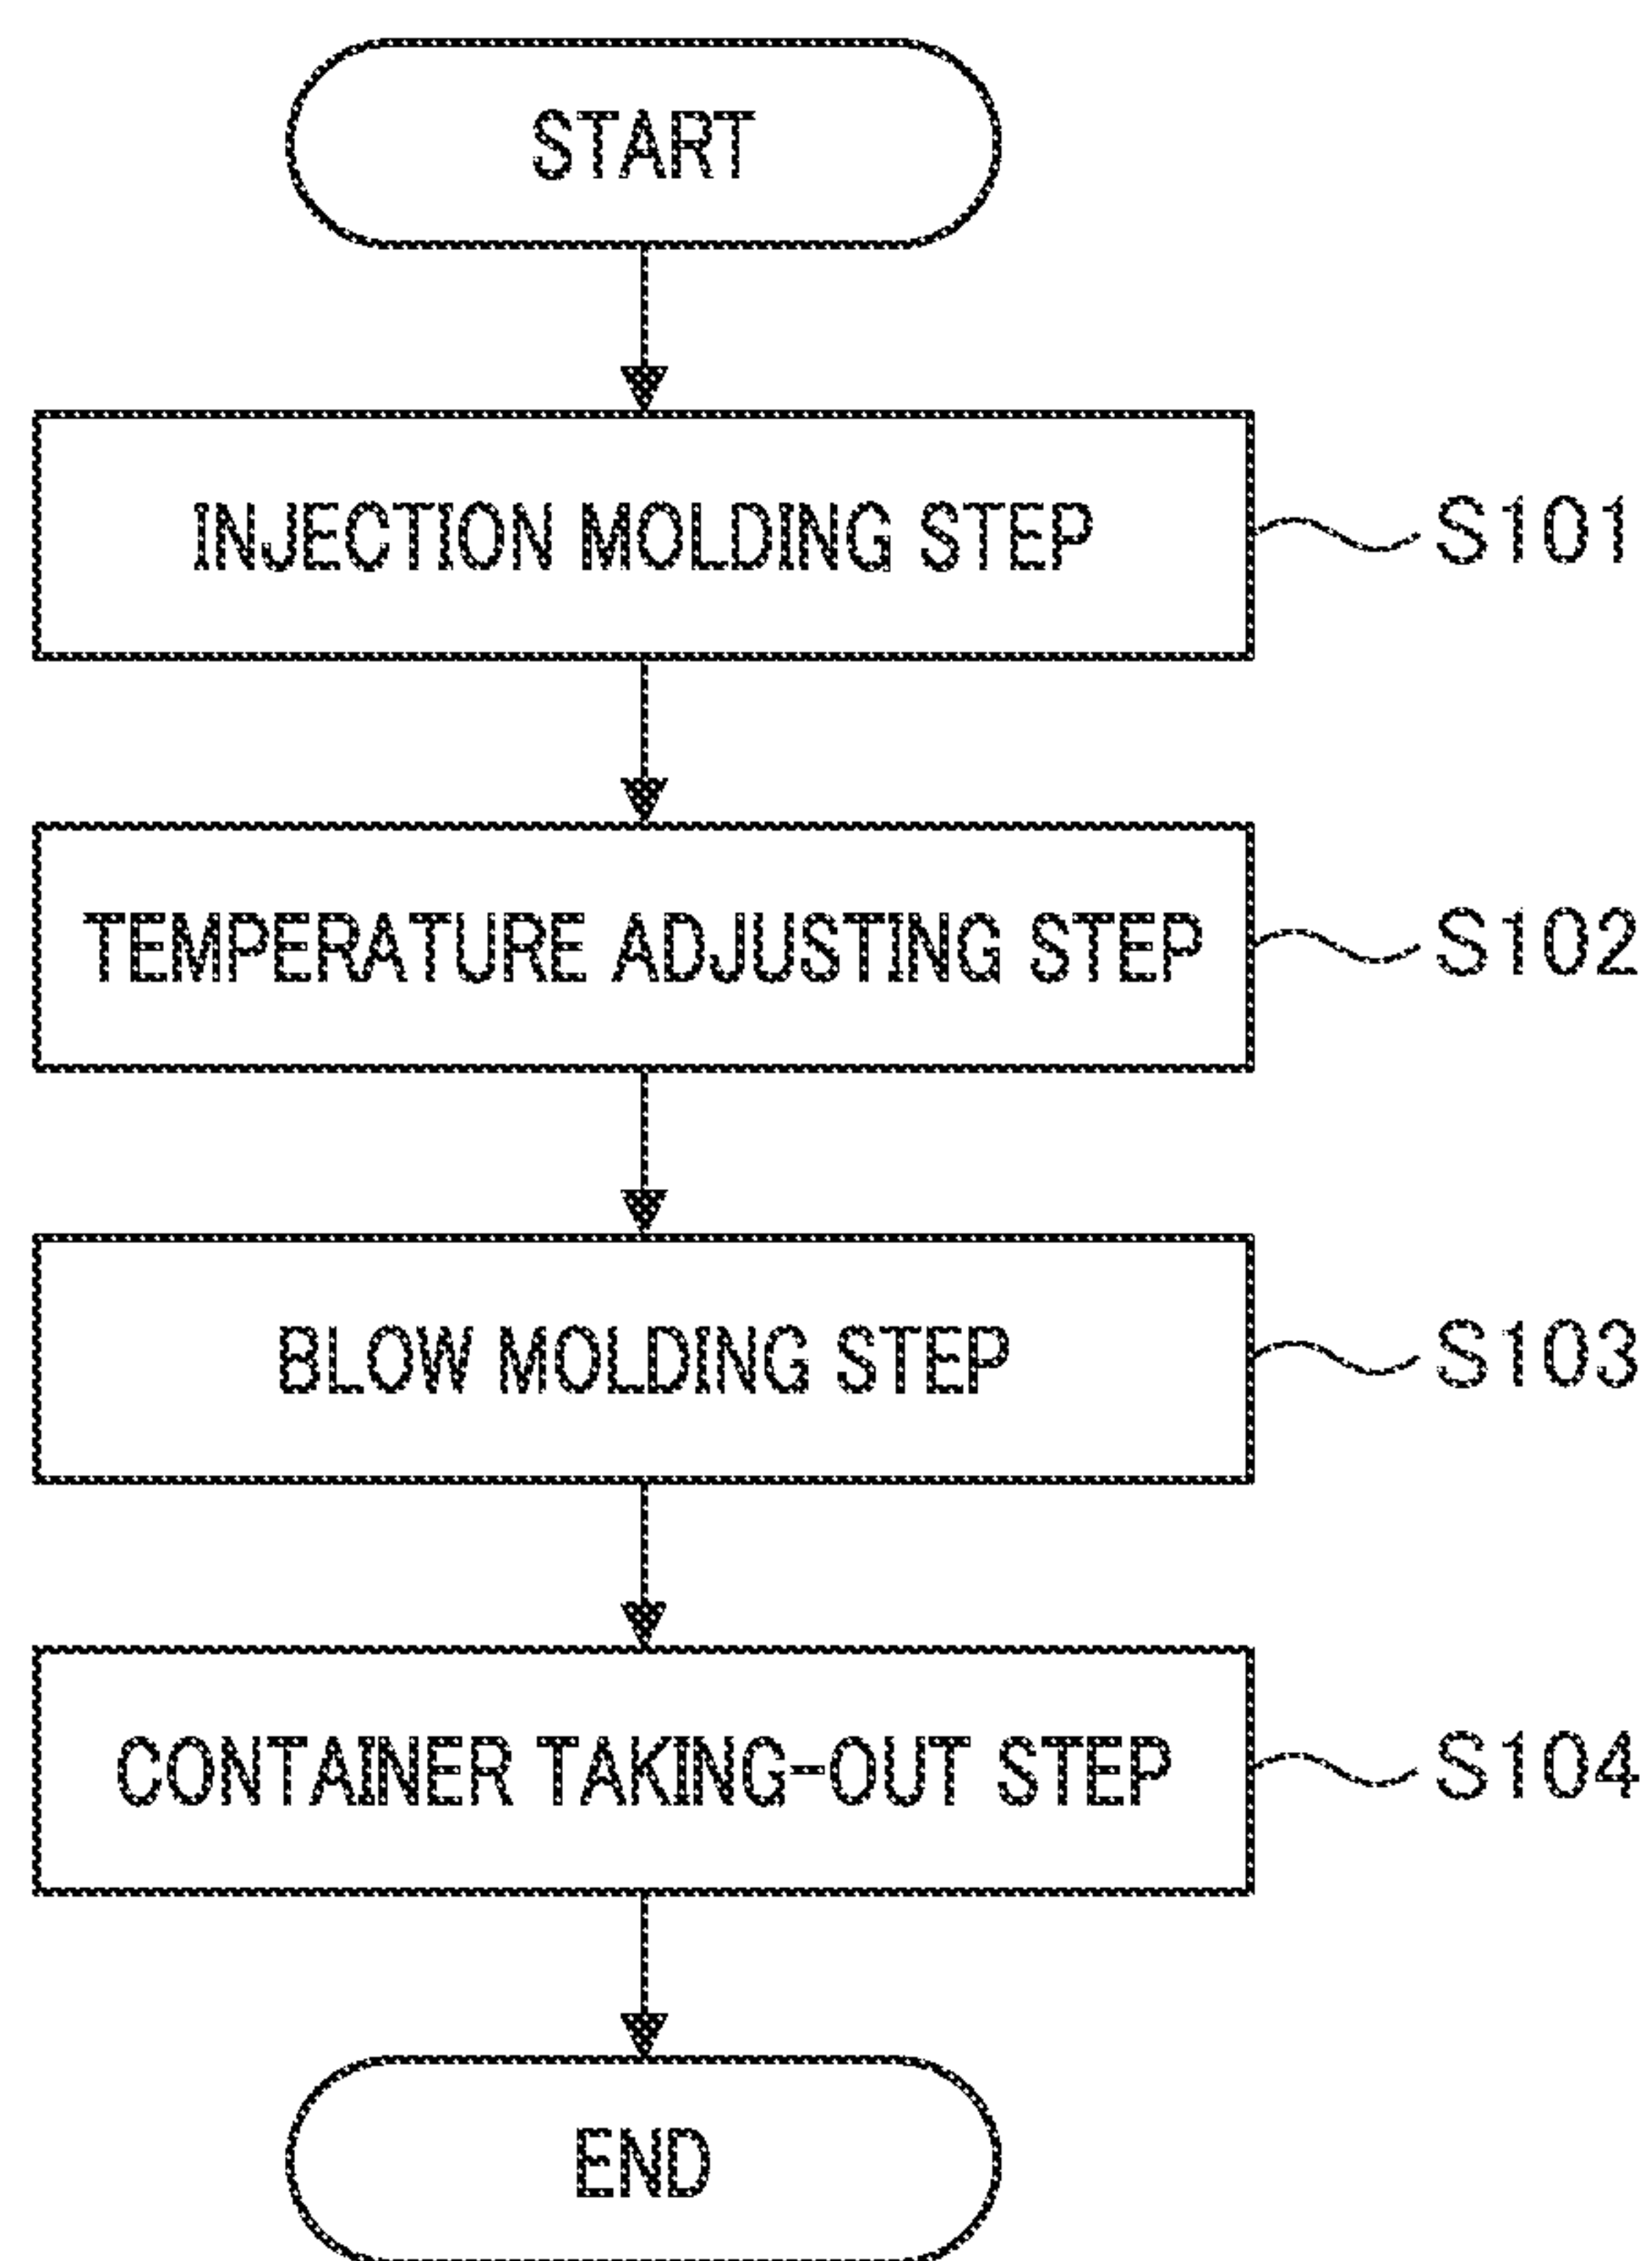 START
INJECTION MOLDING STEP S101
TEMPERATURE ADJUSTING STEP S102
BLOW MOLDING STEP S103
CONTAINER TAKING-OUT STEP S104
END